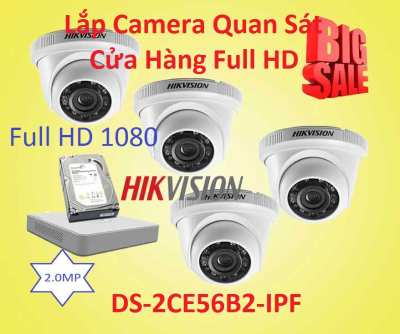 Lắp Camera Quan Sát
Cửa Hàng Full HD
BIG
SALE
HIKVISION
HIKVISION
HIKVISION
Full HD 1080
HIKVISION
HIKVISION
2.0MP
DS-2CE56B2-IPF